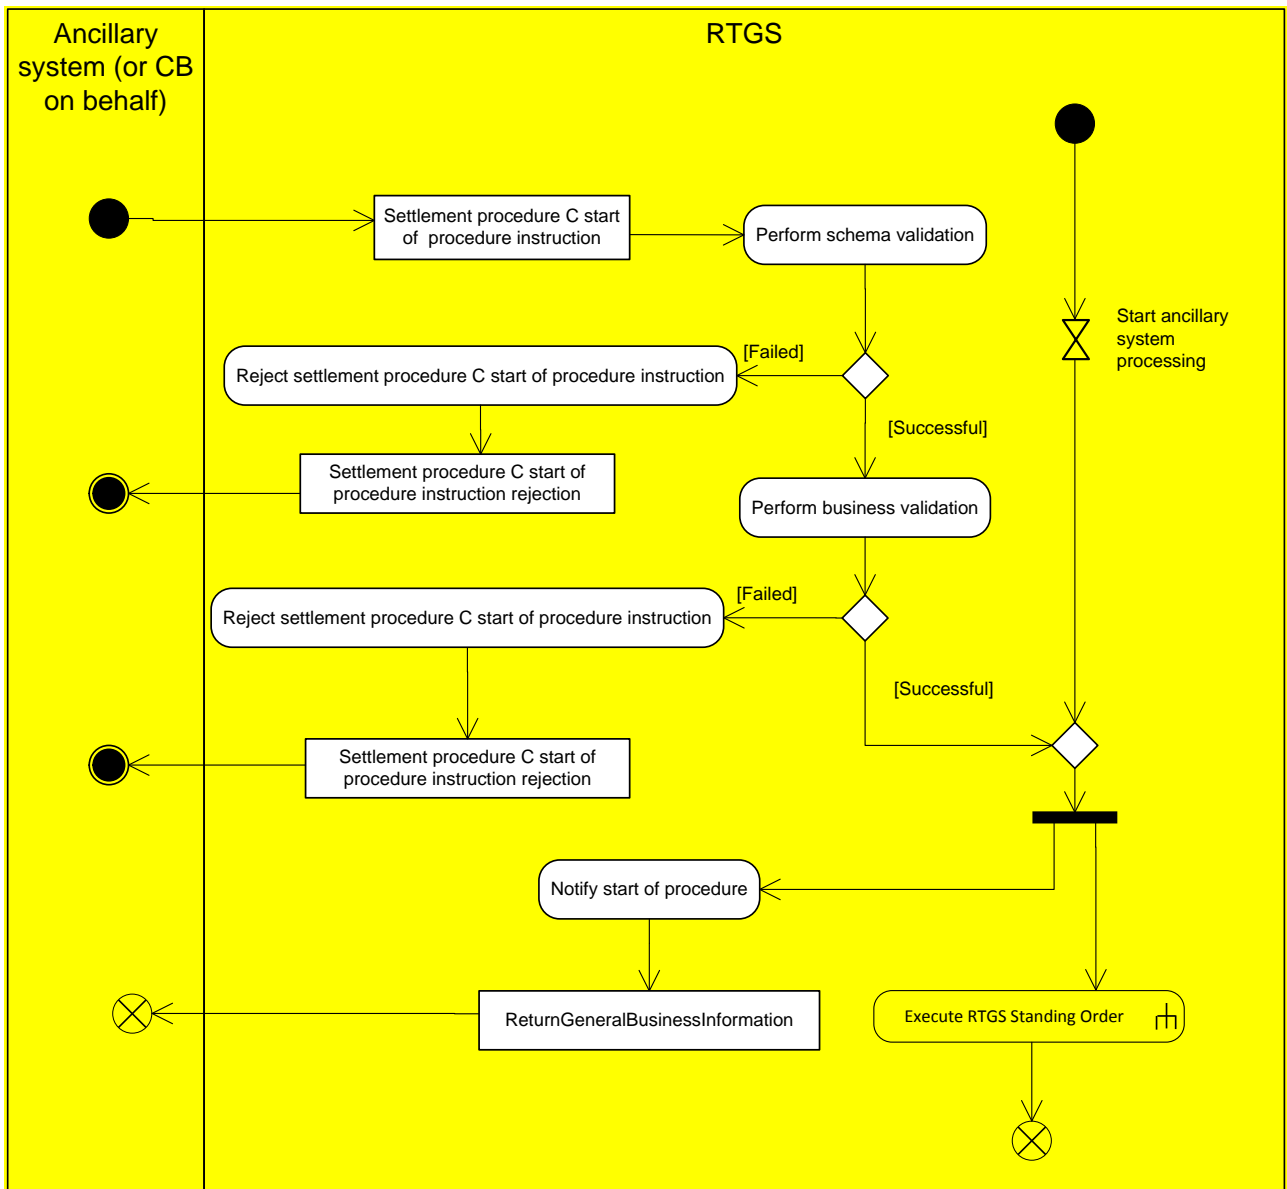 Ancillary
system (or CB
on behalf)
RTGS
Settlement procedure C start
of  procedure instruction
Perform schema validation
Start ancillary
system
processing
[Failed]
Reject settlement procedure C start of procedure instruction
[Successful]
Settlement procedure C start of
procedure instruction rejection
Perform business validation
[Failed]
Reject settlement procedure C start of procedure instruction
[Successful]
Settlement procedure C start of
procedure instruction rejection
Notify start of procedure
ReturnGeneralBusinessInformation
Execute RTGS Standing Order